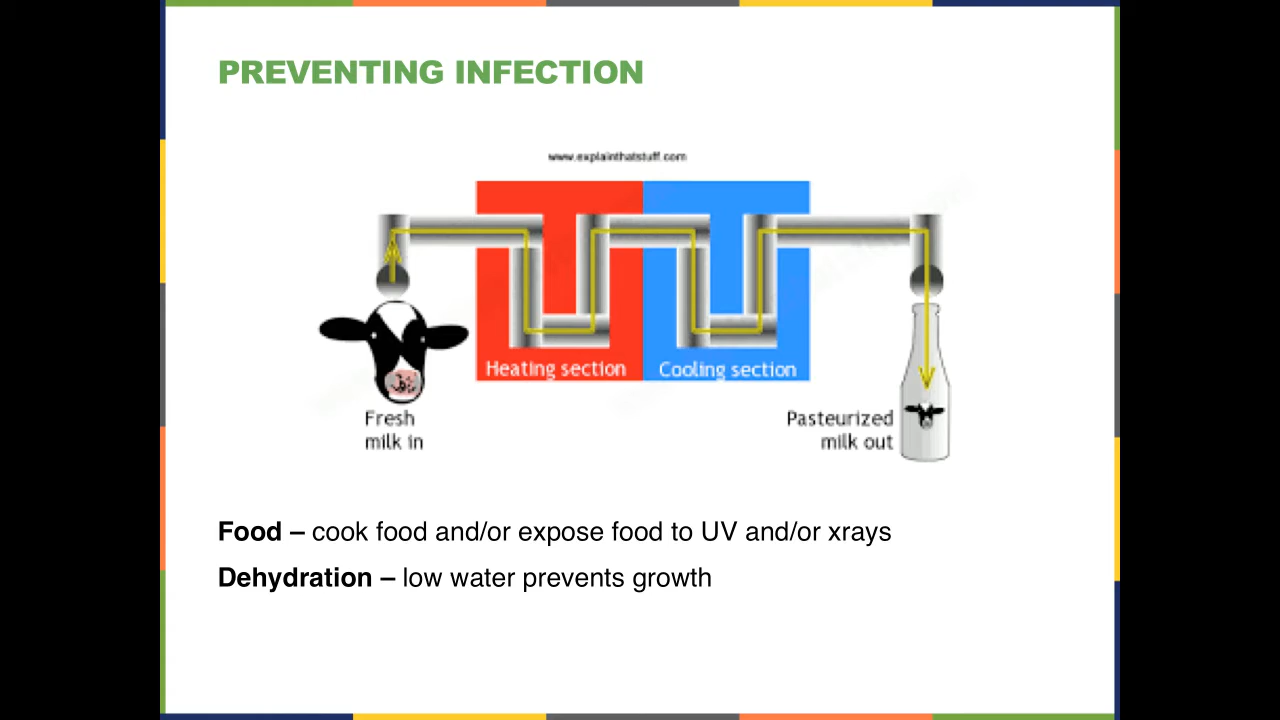 PREVENTING INFECTION
www.explainthatstuff.com
Heating section
Cooling section
Fresh
milk in
Pasteurized
milk out
Food – cook food and/or expose food to UV and/or xrays
Dehydration – low water prevents growth